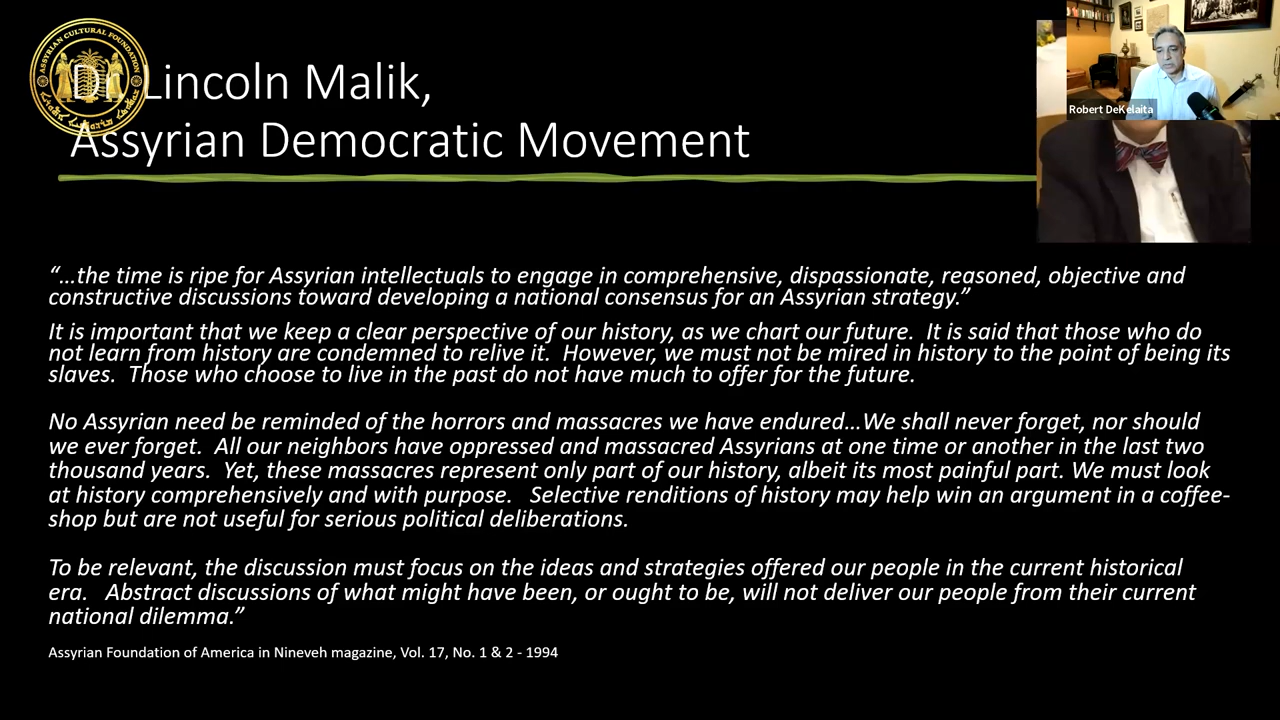 ASSYRIAN CULTURAL FOUNDATION
Dr. Lincoln Malik,
Assyrian Democratic Movement
Robert DeKelaita
“…the time is ripe for Assyrian intellectuals to engage in comprehensive, dispassionate, reasoned, objective and
constructive discussions toward developing a national consensus for an Assyrian strategy.”
It is important that we keep a clear perspective of our history, as we chart our future.  It is said that those who do
not learn from history are condemned to relive it.  However, we must not be mired in history to the point of being its
slaves.  Those who choose to live in the past do not have much to offer for the future.
No Assyrian need be reminded of the horrors and massacres we have endured…We shall never forget, nor should
we ever forget.  All our neighbors have oppressed and massacred Assyrians at one time or another in the last two
thousand years.  Yet, these massacres represent only part of our history, albeit its most painful part. We must look
at history comprehensively and with purpose.   Selective renditions of history may help win an argument in a coffee-
shop but are not useful for serious political deliberations.
To be relevant, the discussion must focus on the ideas and strategies offered our people in the current historical
era.   Abstract discussions of what might have been, or ought to be, will not deliver our people from their current
national dilemma.”
Assyrian Foundation of America in Nineveh magazine, Vol. 17, No. 1 & 2 - 1994